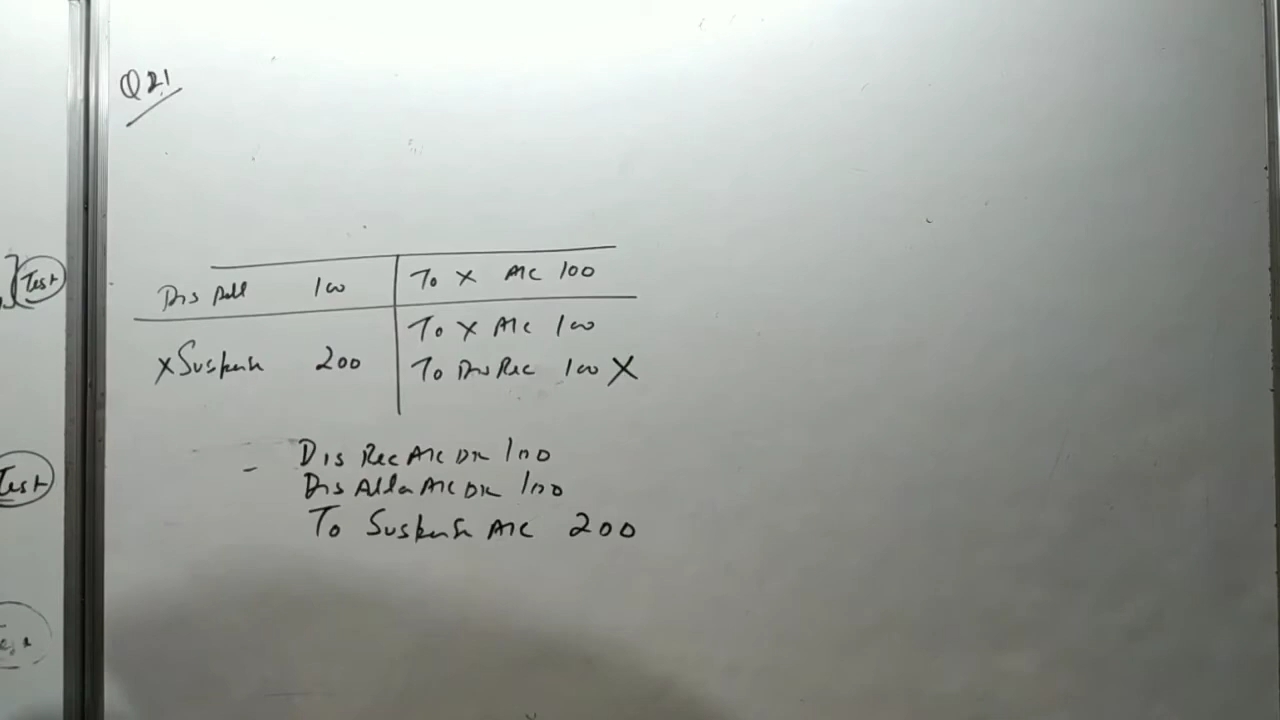 Q 21
Test
Dis All 100 To X A/C 100
To X A/C 100
X Suspense 200 To Dis Rec 100 X
- Dis Rec A/C Dr 100
Dis Allo A/C Dr 100
Test
To Suspense A/C 200